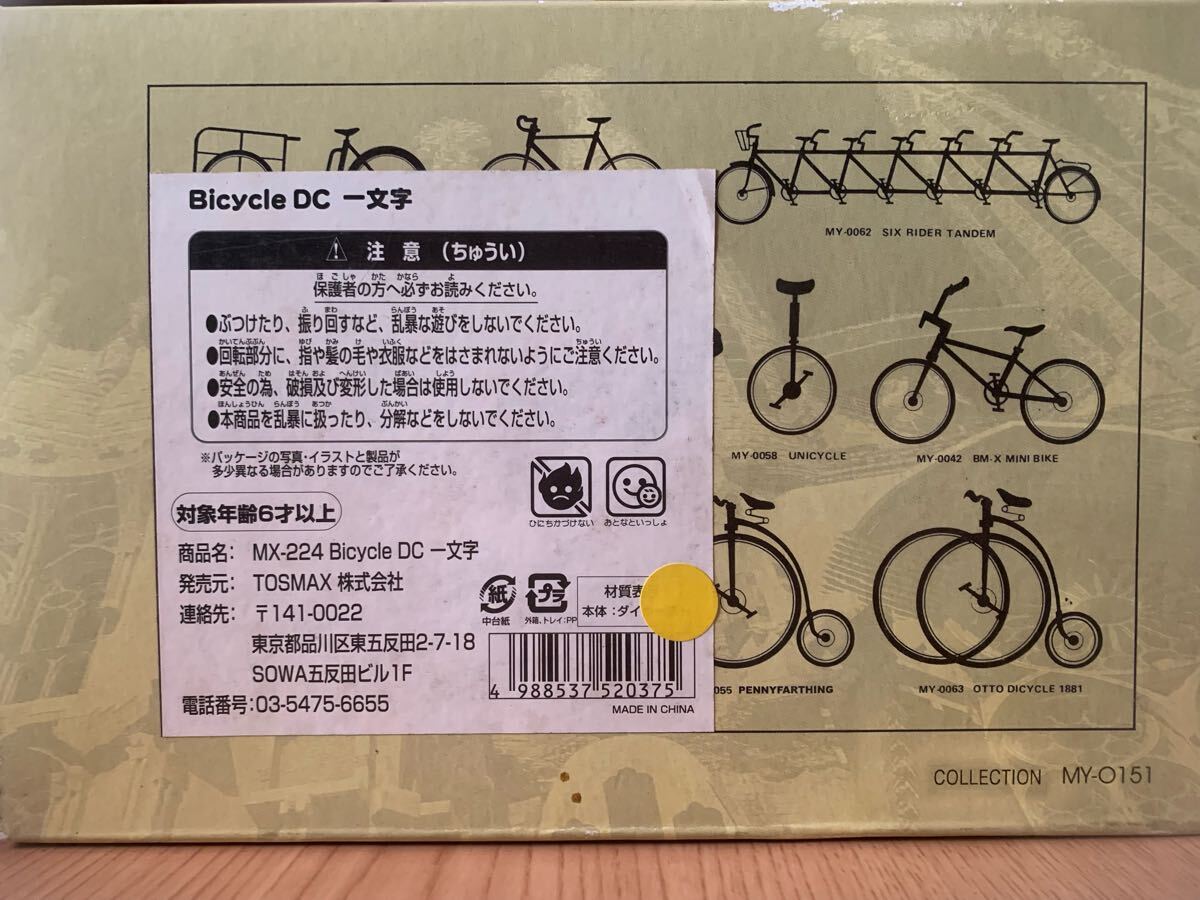 Bicycle DC 一文字
注意（ちゅうい）
保護者の方へ必ずお読みください。
●ぶつけたり、振り回すなど、乱暴な遊びをしないでください。
●回転部分に、指や髪の毛や衣服などをはさまれないようにご注意ください。
●安全の為、破損及び変形した場合は使用しないでください。
●本商品を乱暴に扱ったり、分解などをしないでください。
※パッケージの写真・イラストと製品が
多少異なる場合がありますのでご了承ください。
ひにちかづけない
おとなといっしょ
対象年齢6才以上
商品名： MX-224 Bicycle DC 一文字
発売元： TOSMAX 株式会社
連絡先： 〒141-0022
東京都品川区東五反田2-7-18
SOWA五反田ビル1F
電話番号：03-5475-6655
紙
中台紙
プラ
外箱、トレイ：PP
材質表
本体：ダイ
4 988537 520375
MADE IN CHINA
MY-0062 SIX RIDER TANDEM
MY-0058 UNICYCLE
MY-0042 BM-X MINI BIKE
055 PENNYFARTHING
MY-0063 OTTO DICYCLE 1881
COLLECTION MY-0151